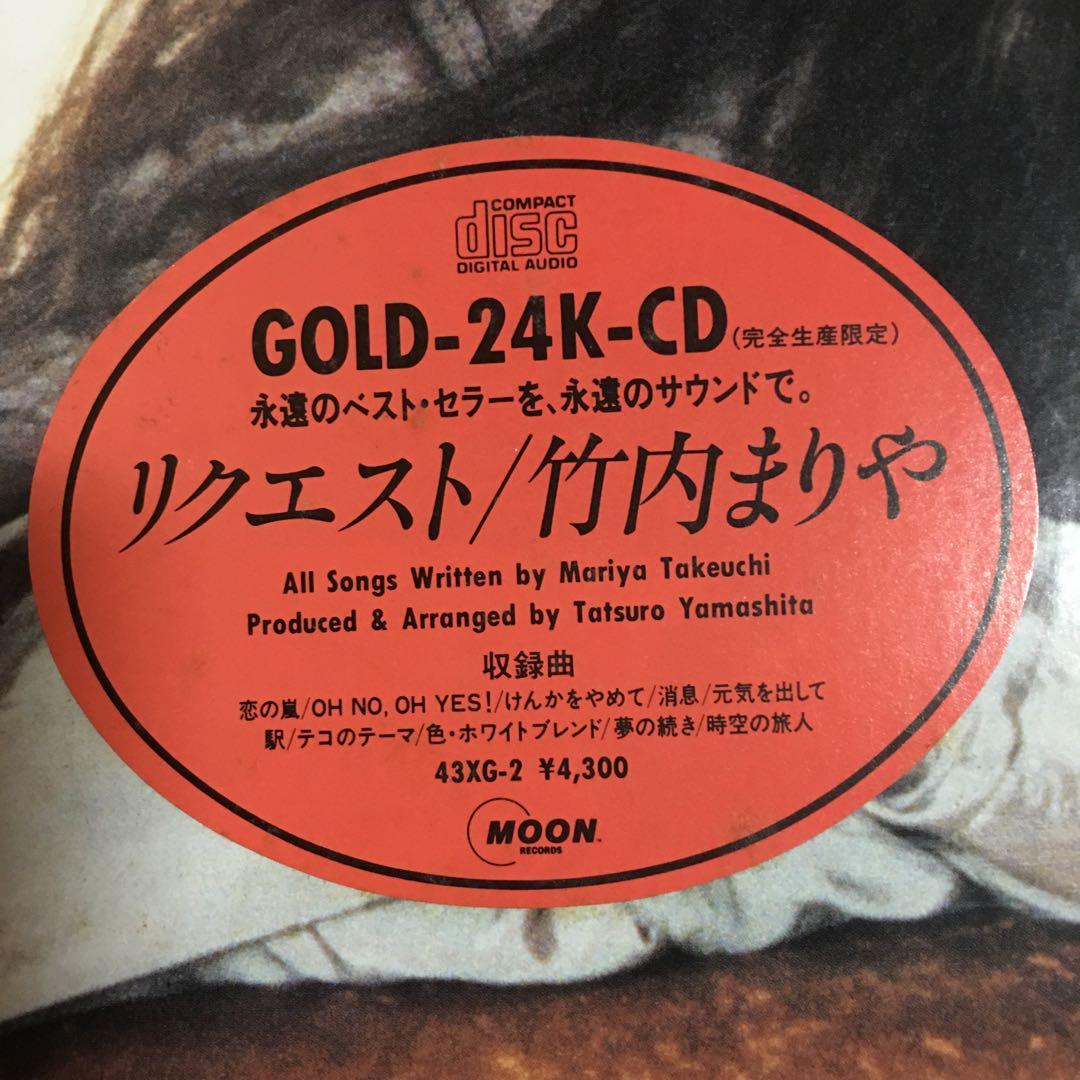 COMPACT
disc
DIGITAL AUDIO
GOLD-24K-CD(完全生産限定)
永遠のベスト・セラーを、永遠のサウンドで。
リクエスト/竹内まりや
All Songs Written by Mariya Takeuchi
Produced & Arranged by Tatsuro Yamashita
収録曲
恋の嵐/OH NO, OH YES!/けんかをやめて/消息/元気を出して
駅/テコのテーマ/色・ホワイトブレンド/夢の続き/時空の旅人
43XG-2 ¥4,300
MOON™
RECORDS